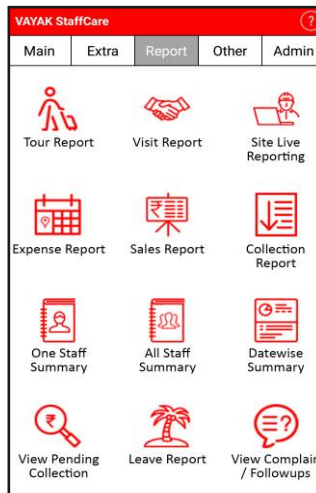 VAYAK StaffCare ?
Main Extra Report Other Admin
Tour Report Visit Report Site Live
Reporting
Expense Report Sales Report Collection
Report
One Staff
Summary All Staff
Summary Datewise
Summary
View Pending
Collection Leave Report View Complain
/ Followups